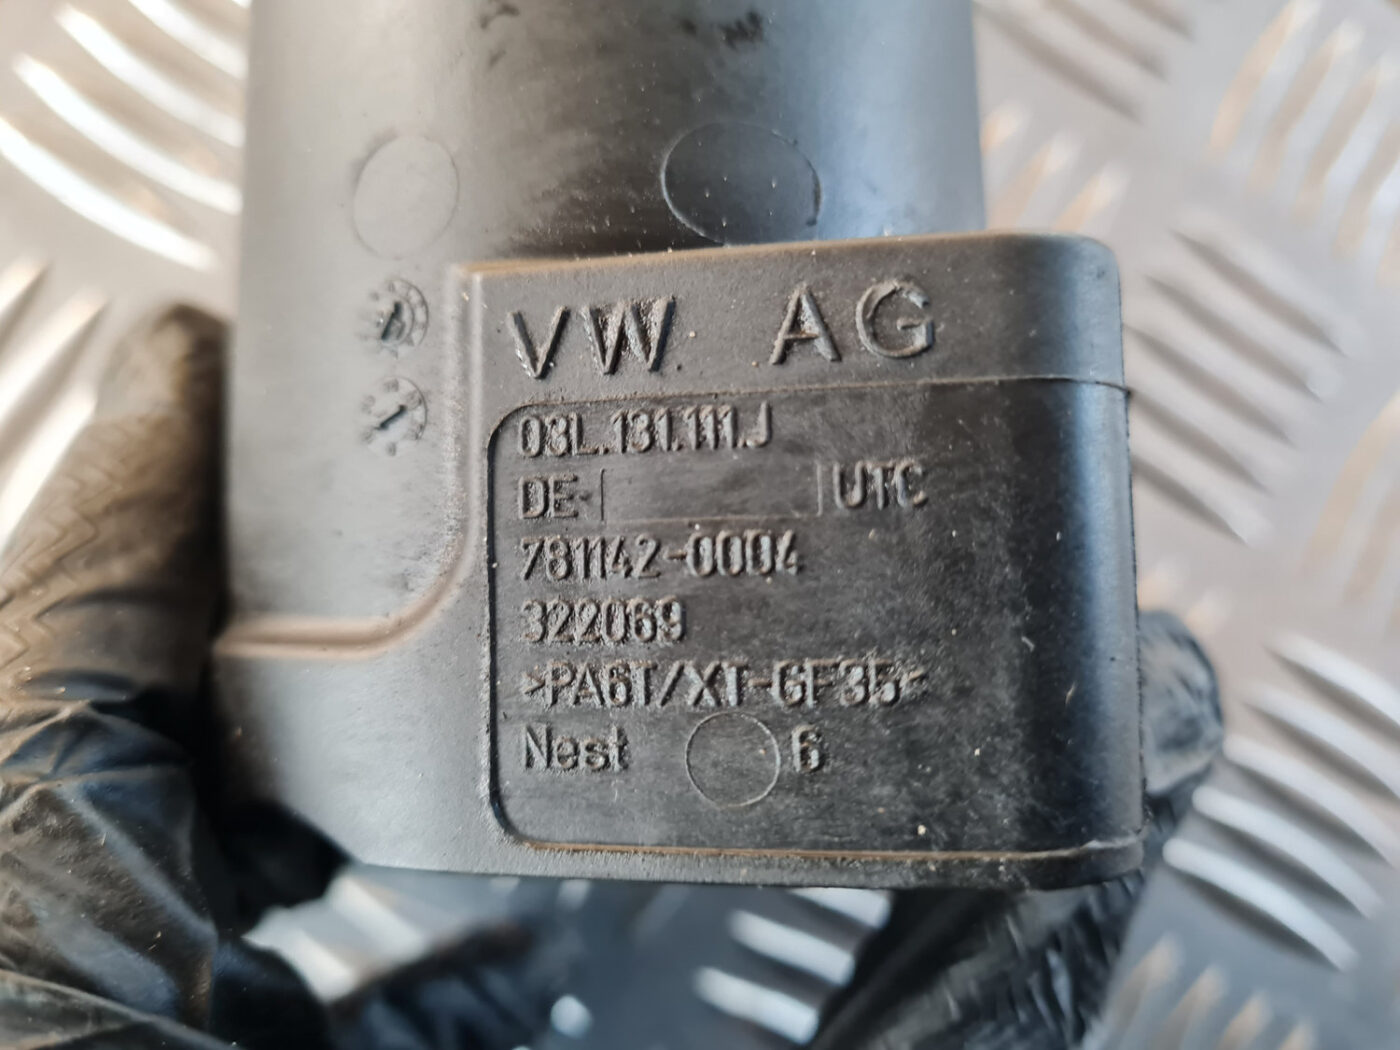 VW AG
03L.131.111.J
DE- UTC
781142-0004
322069
>PA6T/XT-GF35<
Nest 6